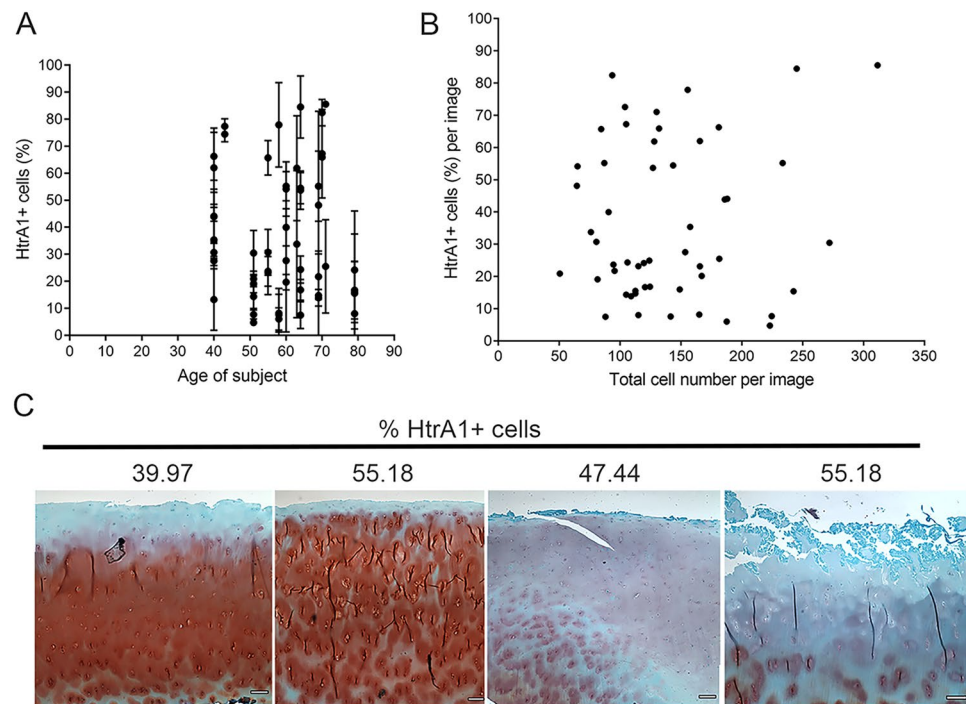 A
HtrA1+ cells (%)
100
90
80
70
60
50
40
30
20
10
0
0 10 20 30 40 50 60 70 80 90
Age of subject
B
HtrA1+ cells (%) per image
100
90
80
70
60
50
40
30
20
10
0
0 50 100 150 200 250 300 350
Total cell number per image
C
% HtrA1+ cells
39.97 55.18 47.44 55.18